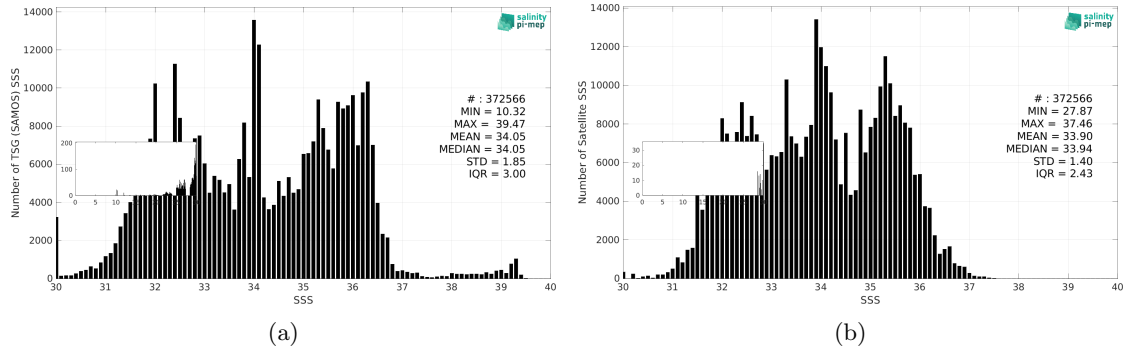 14000
12000
10000
8000
6000
4000
2000
0
Number of TSG (SAMOS) SSS
30 31 32 33 34 35 36 37 38 39 40
SSS
salinity
pi-mep
# : 372566
MIN = 10.32
MAX = 39.47
MEAN = 34.05
MEDIAN = 34.05
STD = 1.85
IQR = 3.00
200
100
0
0 5 10 15
(a)
14000
12000
10000
8000
6000
4000
2000
0
Number of Satellite SSS
30 31 32 33 34 35 36 37 38 39 40
SSS
salinity
pi-mep
# : 372566
MIN = 27.87
MAX = 37.46
MEAN = 33.90
MEDIAN = 33.94
STD = 1.40
IQR = 2.43
30
20
10
0
0 5 10
(b)